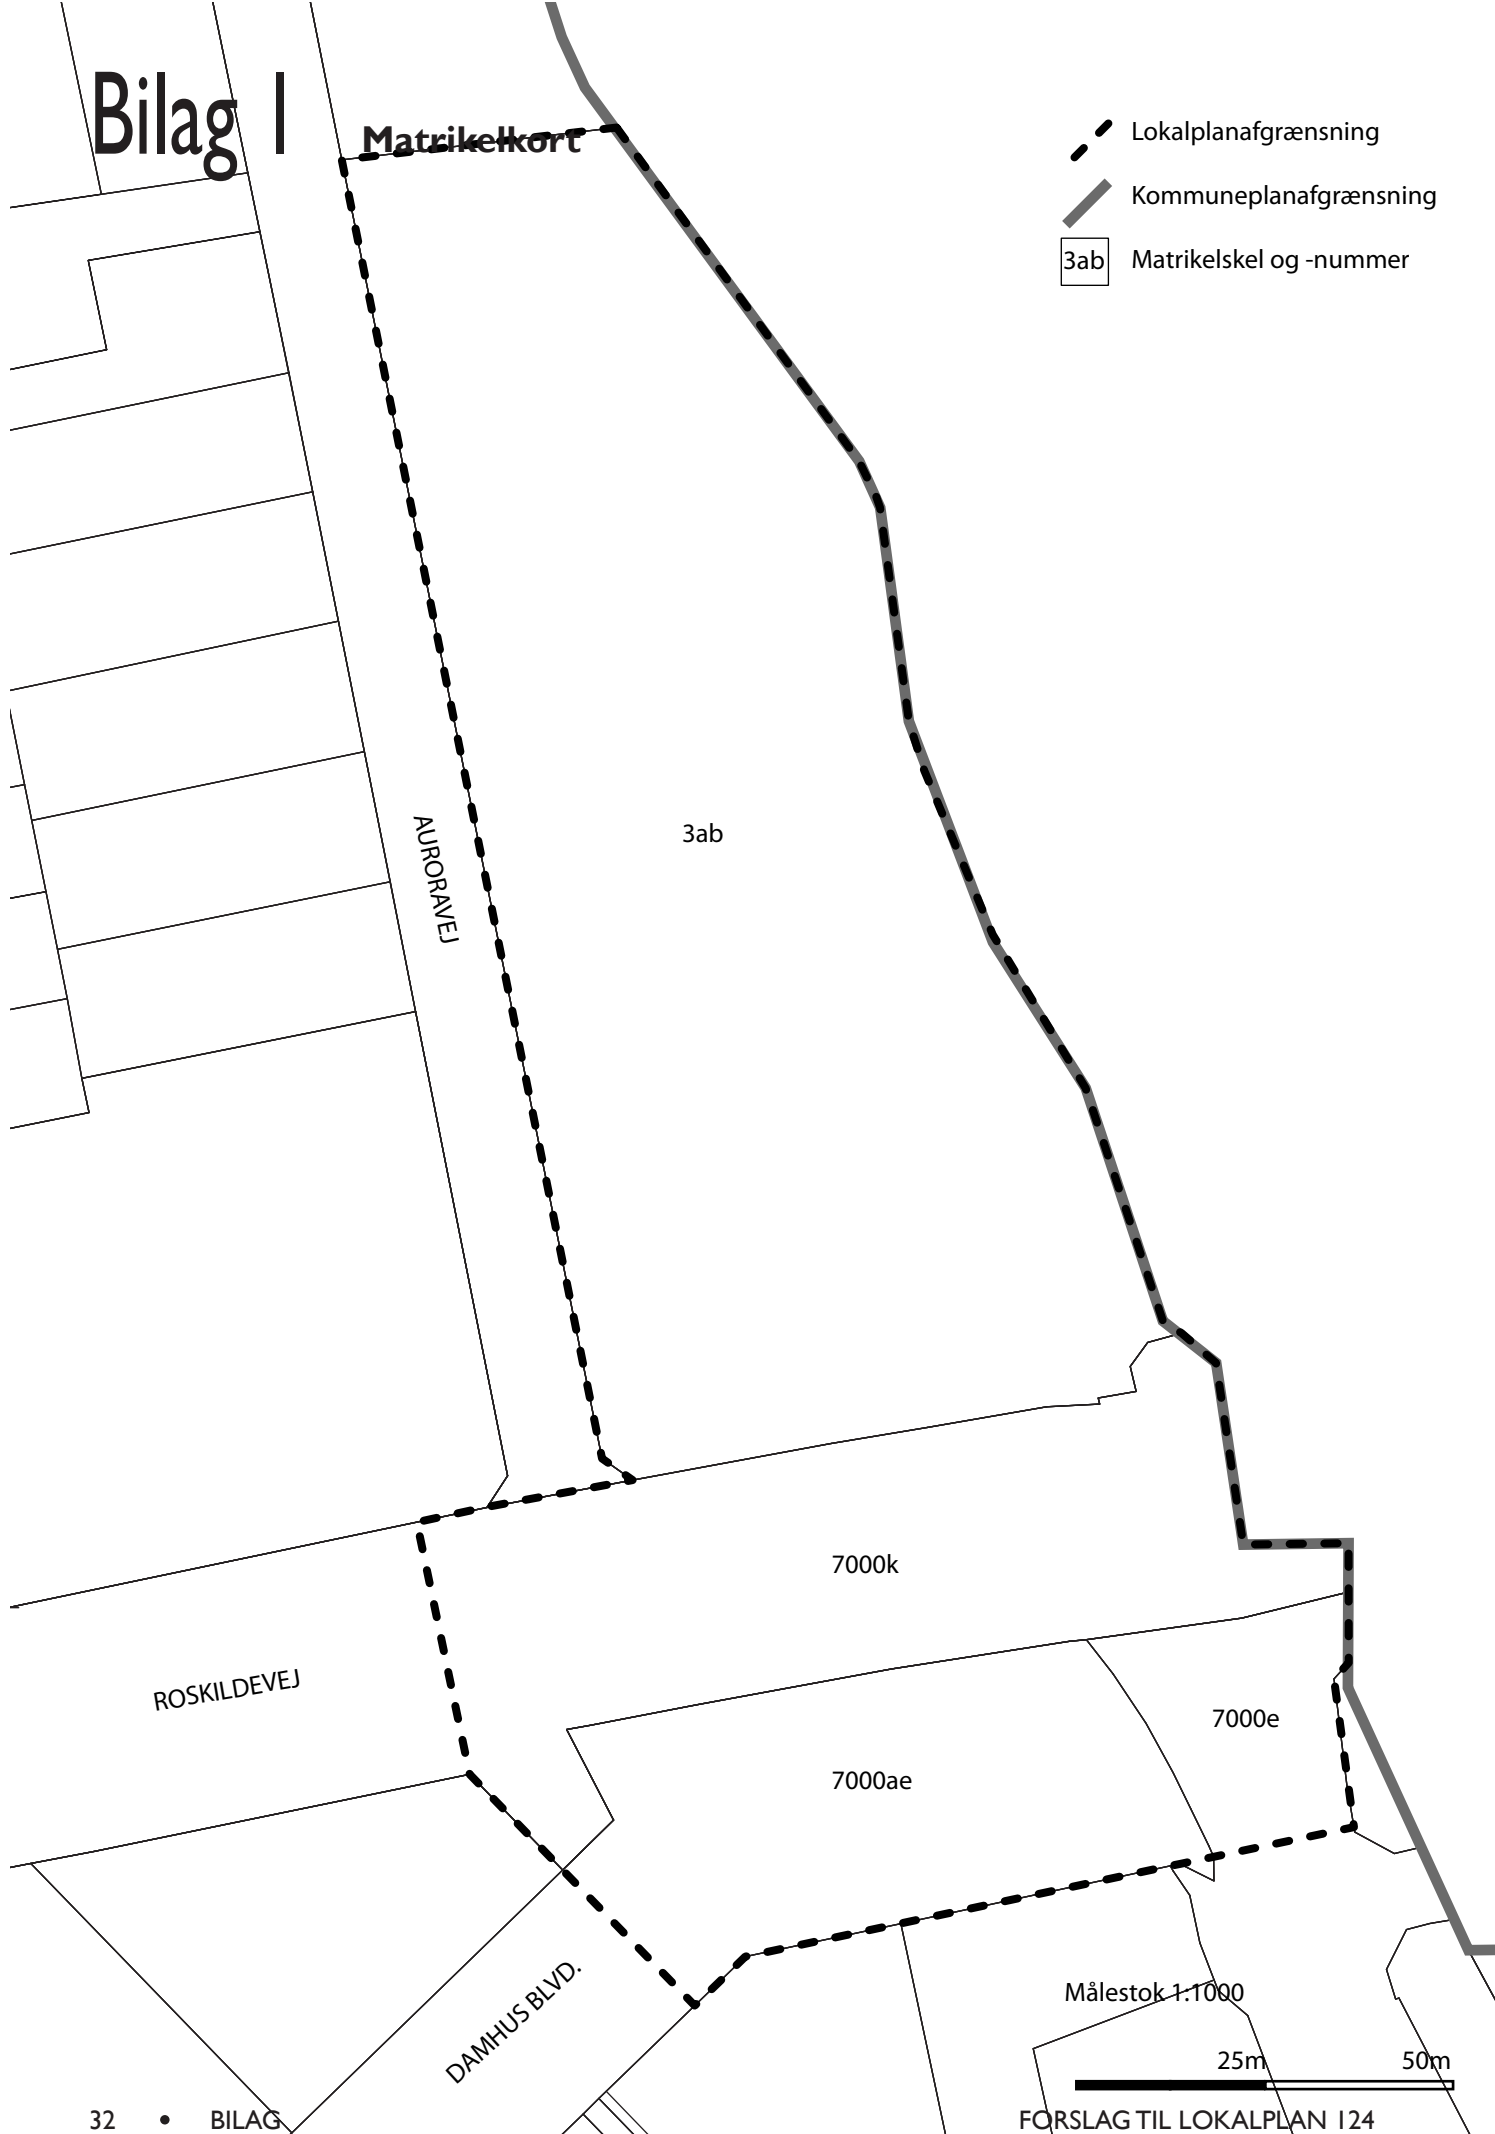 Bilag 1
Matrikelkort
Lokalplanafgrænsning
Kommuneplanafgrænsning
3ab Matrikelskel og -nummer
AURORAVEJ
3ab
7000k
ROSKILDEVEJ
7000e
7000ae
DAMHUS BLVD.
Målestok 1:1000
25m 50m
32 • BILAG
FORSLAG TIL LOKALPLAN 124